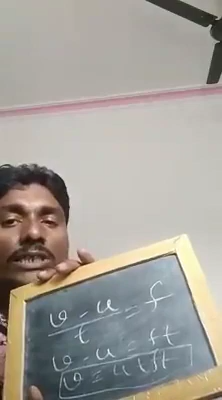 v - u / t = f
v - u = ft
v = u + ft